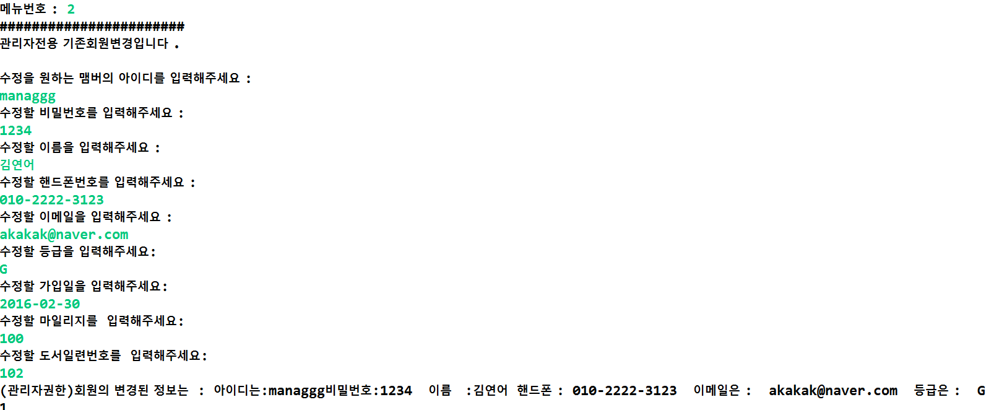 메뉴번호 : 2
#######################
관리자전용 기존회원변경입니다 .
수정을 원하는 맴버의 아이디를 입력해주세요 :
managgg
수정할 비밀번호를 입력해주세요 :
1234
수정할 이름을 입력해주세요 :
김연어
수정할 핸드폰번호를 입력해주세요 :
010-2222-3123
수정할 이메일을 입력해주세요 :
akakak@naver.com
수정할 등급을 입력해주세요:
G
수정할 가입일을 입력해주세요:
2016-02-30
수정할 마일리지를  입력해주세요:
100
수정할 도서일련번호를  입력해주세요:
102
(관리자권한)회원의 변경된 정보는 : 아이디는:managgg비밀번호:1234  이름  :김연어 핸드폰 : 010-2222-3123  이메일은 :  akakak@naver.com  등급은 :  G
1